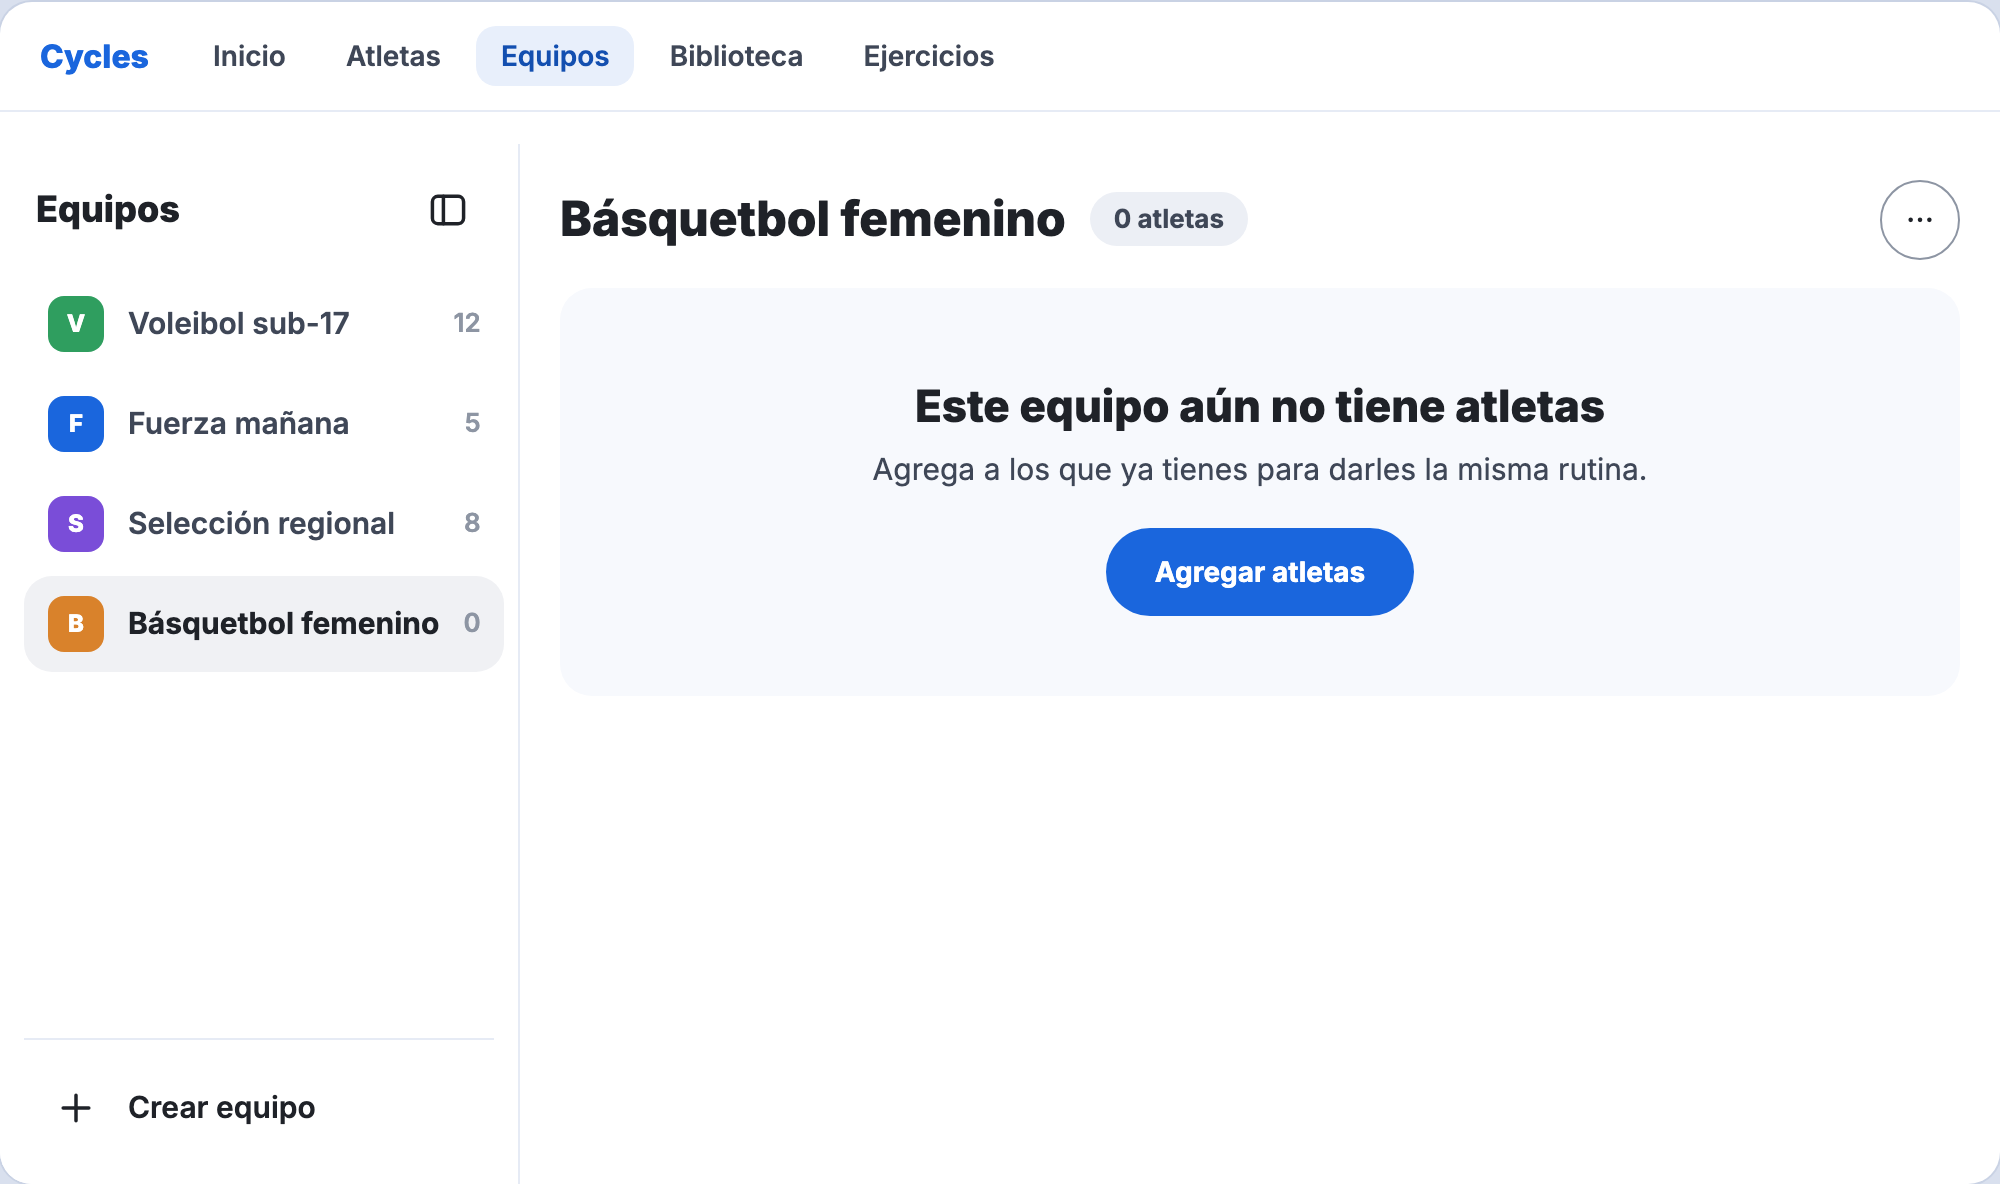 Cycles Inicio Atletas Equipos Biblioteca Ejercicios
Equipos
V Voleibol sub-17 12
F Fuerza mañana 5
S Selección regional 8
B Básquetbol femenino 0
Crear equipo
Básquetbol femenino 0 atletas
Este equipo aún no tiene atletas
Agrega a los que ya tienes para darles la misma rutina.
Agregar atletas